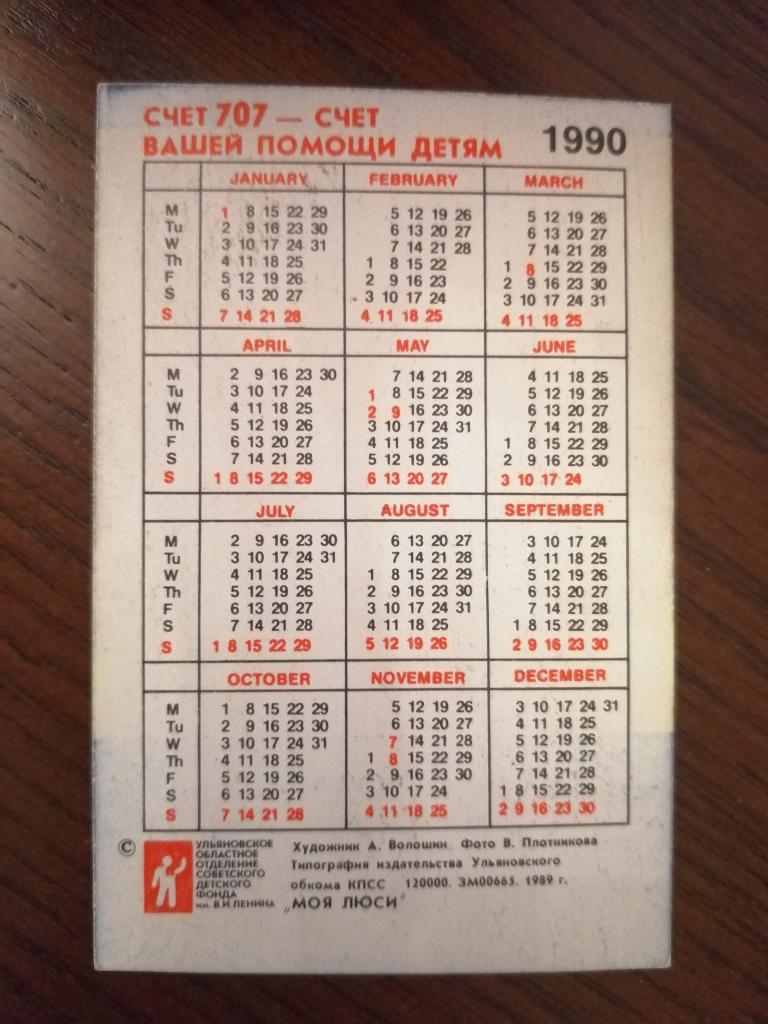 СЧЕТ 707 — СЧЕТ
ВАШЕЙ ПОМОЩИ ДЕТЯМ 1990
JANUARY FEBRUARY MARCH
M 1 8 15 22 29 5 12 19 26 5 12 19 26
Tu 2 9 16 23 30 6 13 20 27 6 13 20 27
W 3 10 17 24 31 7 14 21 28 7 14 21 28
Th 4 11 18 25 1 8 15 22 1 8 15 22 29
F 5 12 19 26 2 9 16 23 2 9 16 23 30
S 6 13 20 27 3 10 17 24 3 10 17 24 31
S 7 14 21 28 4 11 18 25 4 11 18 25
APRIL MAY JUNE
M 2 9 16 23 30 7 14 21 28 4 11 18 25
Tu 3 10 17 24 1 8 15 22 29 5 12 19 26
W 4 11 18 25 2 9 16 23 30 6 13 20 27
Th 5 12 19 26 3 10 17 24 31 7 14 21 28
F 6 13 20 27 4 11 18 25 1 8 15 22 29
S 7 14 21 28 5 12 19 26 2 9 16 23 30
S 1 8 15 22 29 6 13 20 27 3 10 17 24
JULY AUGUST SEPTEMBER
M 2 9 16 23 30 6 13 20 27 3 10 17 24
Tu 3 10 17 24 31 7 14 21 28 4 11 18 25
W 4 11 18 25 1 8 15 22 29 5 12 19 26
Th 5 12 19 26 2 9 16 23 30 6 13 20 27
F 6 13 20 27 3 10 17 24 31 7 14 21 28
S 7 14 21 28 4 11 18 25 1 8 15 22 29
S 1 8 15 22 29 5 12 19 26 2 9 16 23 30
OCTOBER NOVEMBER DECEMBER
M 1 8 15 22 29 5 12 19 26 3 10 17 24 31
Tu 2 9 16 23 30 6 13 20 27 4 11 18 25
W 3 10 17 24 31 7 14 21 28 5 12 19 26
Th 4 11 18 25 1 8 15 22 29 6 13 20 27
F 5 12 19 26 2 9 16 23 30 7 14 21 28
S 6 13 20 27 3 10 17 24 1 8 15 22 29
S 7 14 21 28 4 11 18 25 2 9 16 23 30
©
УЛЬЯНОВСКОЕ
ОБЛАСТНОЕ
ОТДЕЛЕНИЕ
СОВЕТСКОГО
ДЕТСКОГО
ФОНДА
им. В.И.ЛЕНИНА
Художник А. Волошин Фото В. Плотникова
Типография издательства Ульяновского
обкома КПСС 120000. ЗМ00665. 1989 г.
„МОЯ ЛЮСИ"